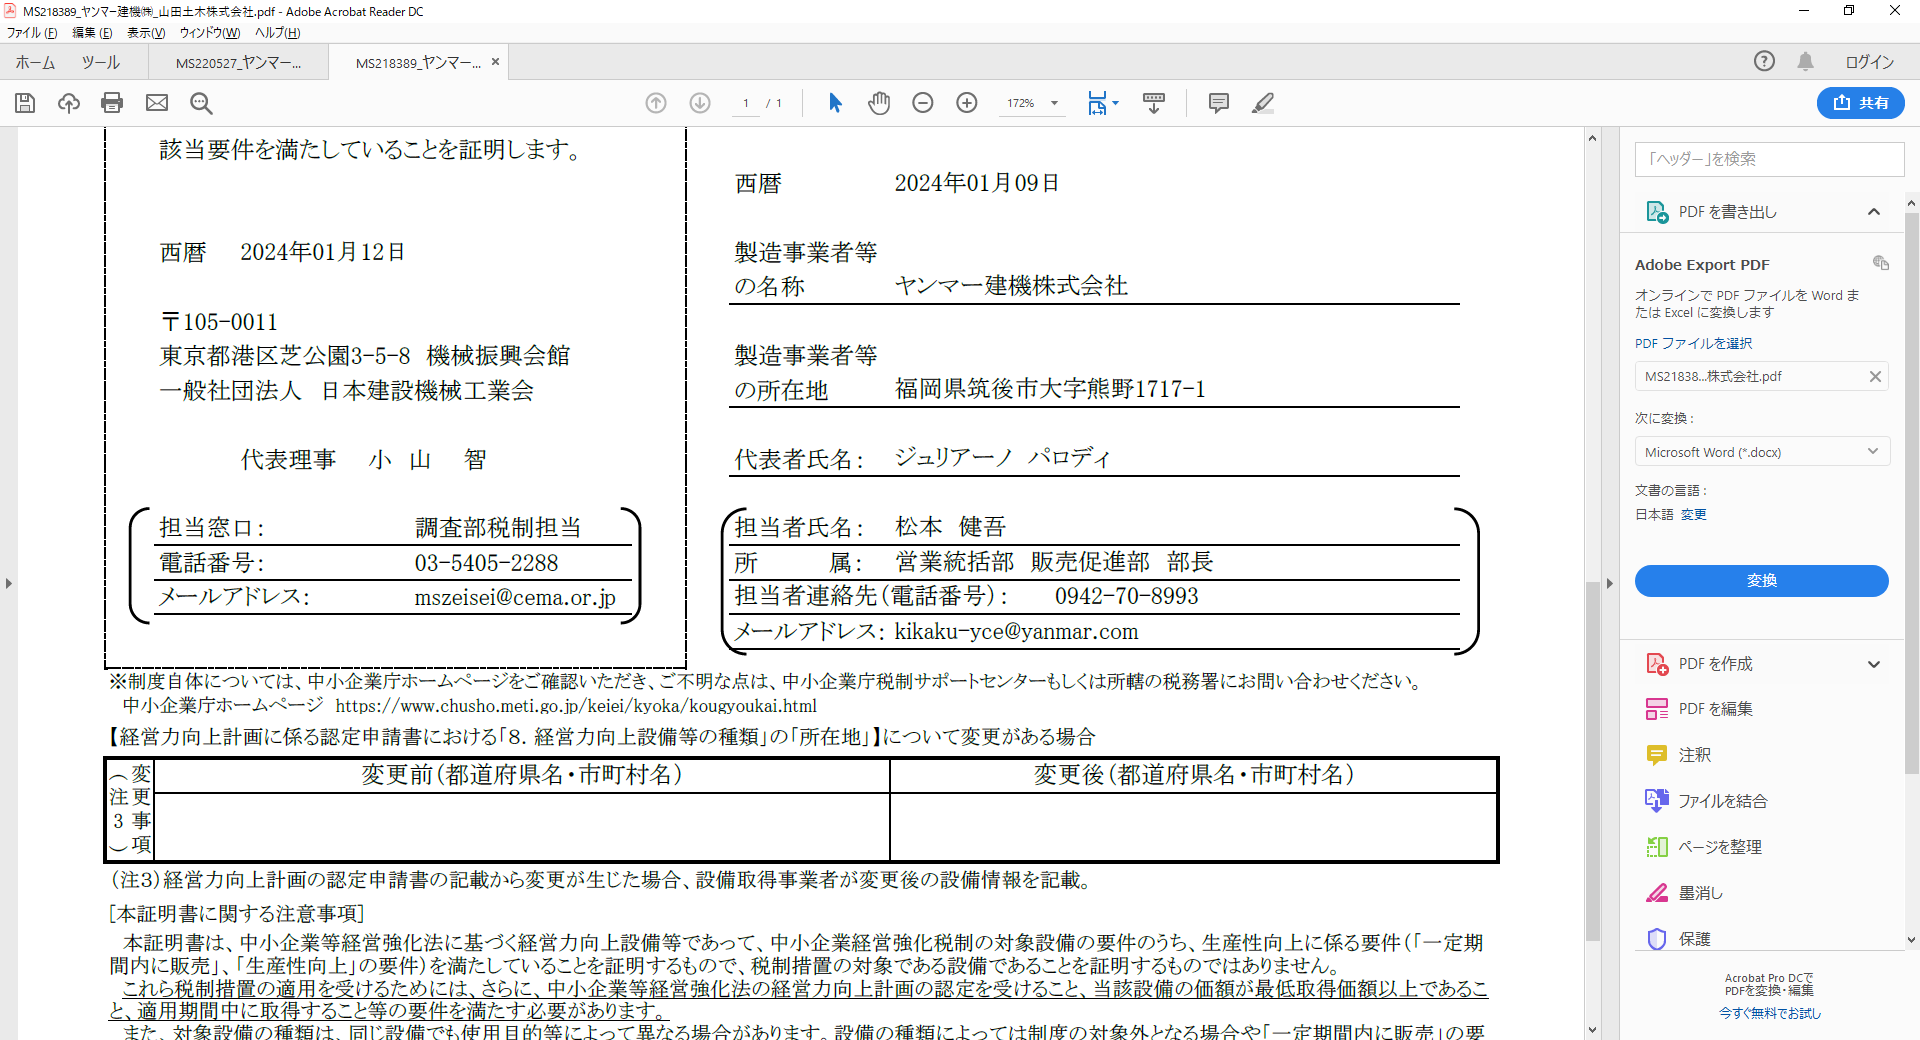 MS218389_ヤンマー建機㈱_山田土木株式会社.pdf - Adobe Acrobat Reader DC
ファイル(F) 編集(E) 表示(V) ウィンドウ(W) ヘルプ(H)
ホーム ツール MS220527_ヤンマー... MS218389_ヤンマー... × ログイン
1 / 1 172% 共有
該当要件を満たしていることを証明します。
西暦 2024年01月12日
〒105-0011
東京都港区芝公園3-5-8 機械振興会館
一般社団法人 日本建設機械工業会
代表理事 小 山 智
担当窓口: 調査部税制担当
電話番号: 03-5405-2288
メールアドレス: mszeisei@cema.or.jp
西暦 2024年01月09日
製造事業者等
の名称 ヤンマー建機株式会社
製造事業者等
の所在地 福岡県筑後市大字熊野1717-1
代表者氏名: ジュリアーノ パロディ
担当者氏名: 松本 健吾
所 属: 営業統括部 販売促進部 部長
担当者連絡先(電話番号): 0942-70-8993
メールアドレス: kikaku-yce@yanmar.com
※制度自体については、中小企業庁ホームページをご確認いただき、ご不明な点は、中小企業庁税制サポートセンターもしくは所轄の税務署にお問い合わせください。
中小企業庁ホームページ https://www.chusho.meti.go.jp/keiei/kyoka/kougyoukai.html
【経営力向上計画に係る認定申請書における「８．経営力向上設備等の種類」の「所在地」】について変更がある場合
変更事項（注３）
変更前(都道府県名・市町村名) 変更後(都道府県名・市町村名)
（注３）経営力向上計画の認定申請書の記載から変更が生じた場合、設備取得事業者が変更後の設備情報を記載。
[本証明書に関する注意事項]
本証明書は、中小企業等経営強化法に基づく経営力向上設備等であって、中小企業経営強化税制の対象設備の要件のうち、生産性向上に係る要件（「一定期
間内に販売」、「生産性向上」の要件）を満たしていることを証明するもので、税制措置の対象である設備であることを証明するものではありません。
これら税制措置の適用を受けるためには、さらに、中小企業等経営強化法の経営力向上計画の認定を受けること、当該設備の価額が最低取得価額以上であるこ
と、適用期間中に取得すること等の要件を満たす必要があります。
また、対象設備の種類は、同じ設備でも使用目的等によって異なる場合があります。設備の種類によっては制度の対象外となる場合や「一定期間内に販売」の要
「ヘッダー」を検索
PDF を書き出し
Adobe Export PDF
オンラインで PDF ファイルを Word ま
たは Excel に変換します
PDF ファイルを選択
MS21838...株式会社.pdf
次に変換 :
Microsoft Word (*.docx)
文書の言語 :
日本語 変更
変換
PDF を作成
PDF を編集
注釈
ファイルを結合
ページを整理
墨消し
保護
Acrobat Pro DCで
PDFを変換・編集
今すぐ無料でお試し